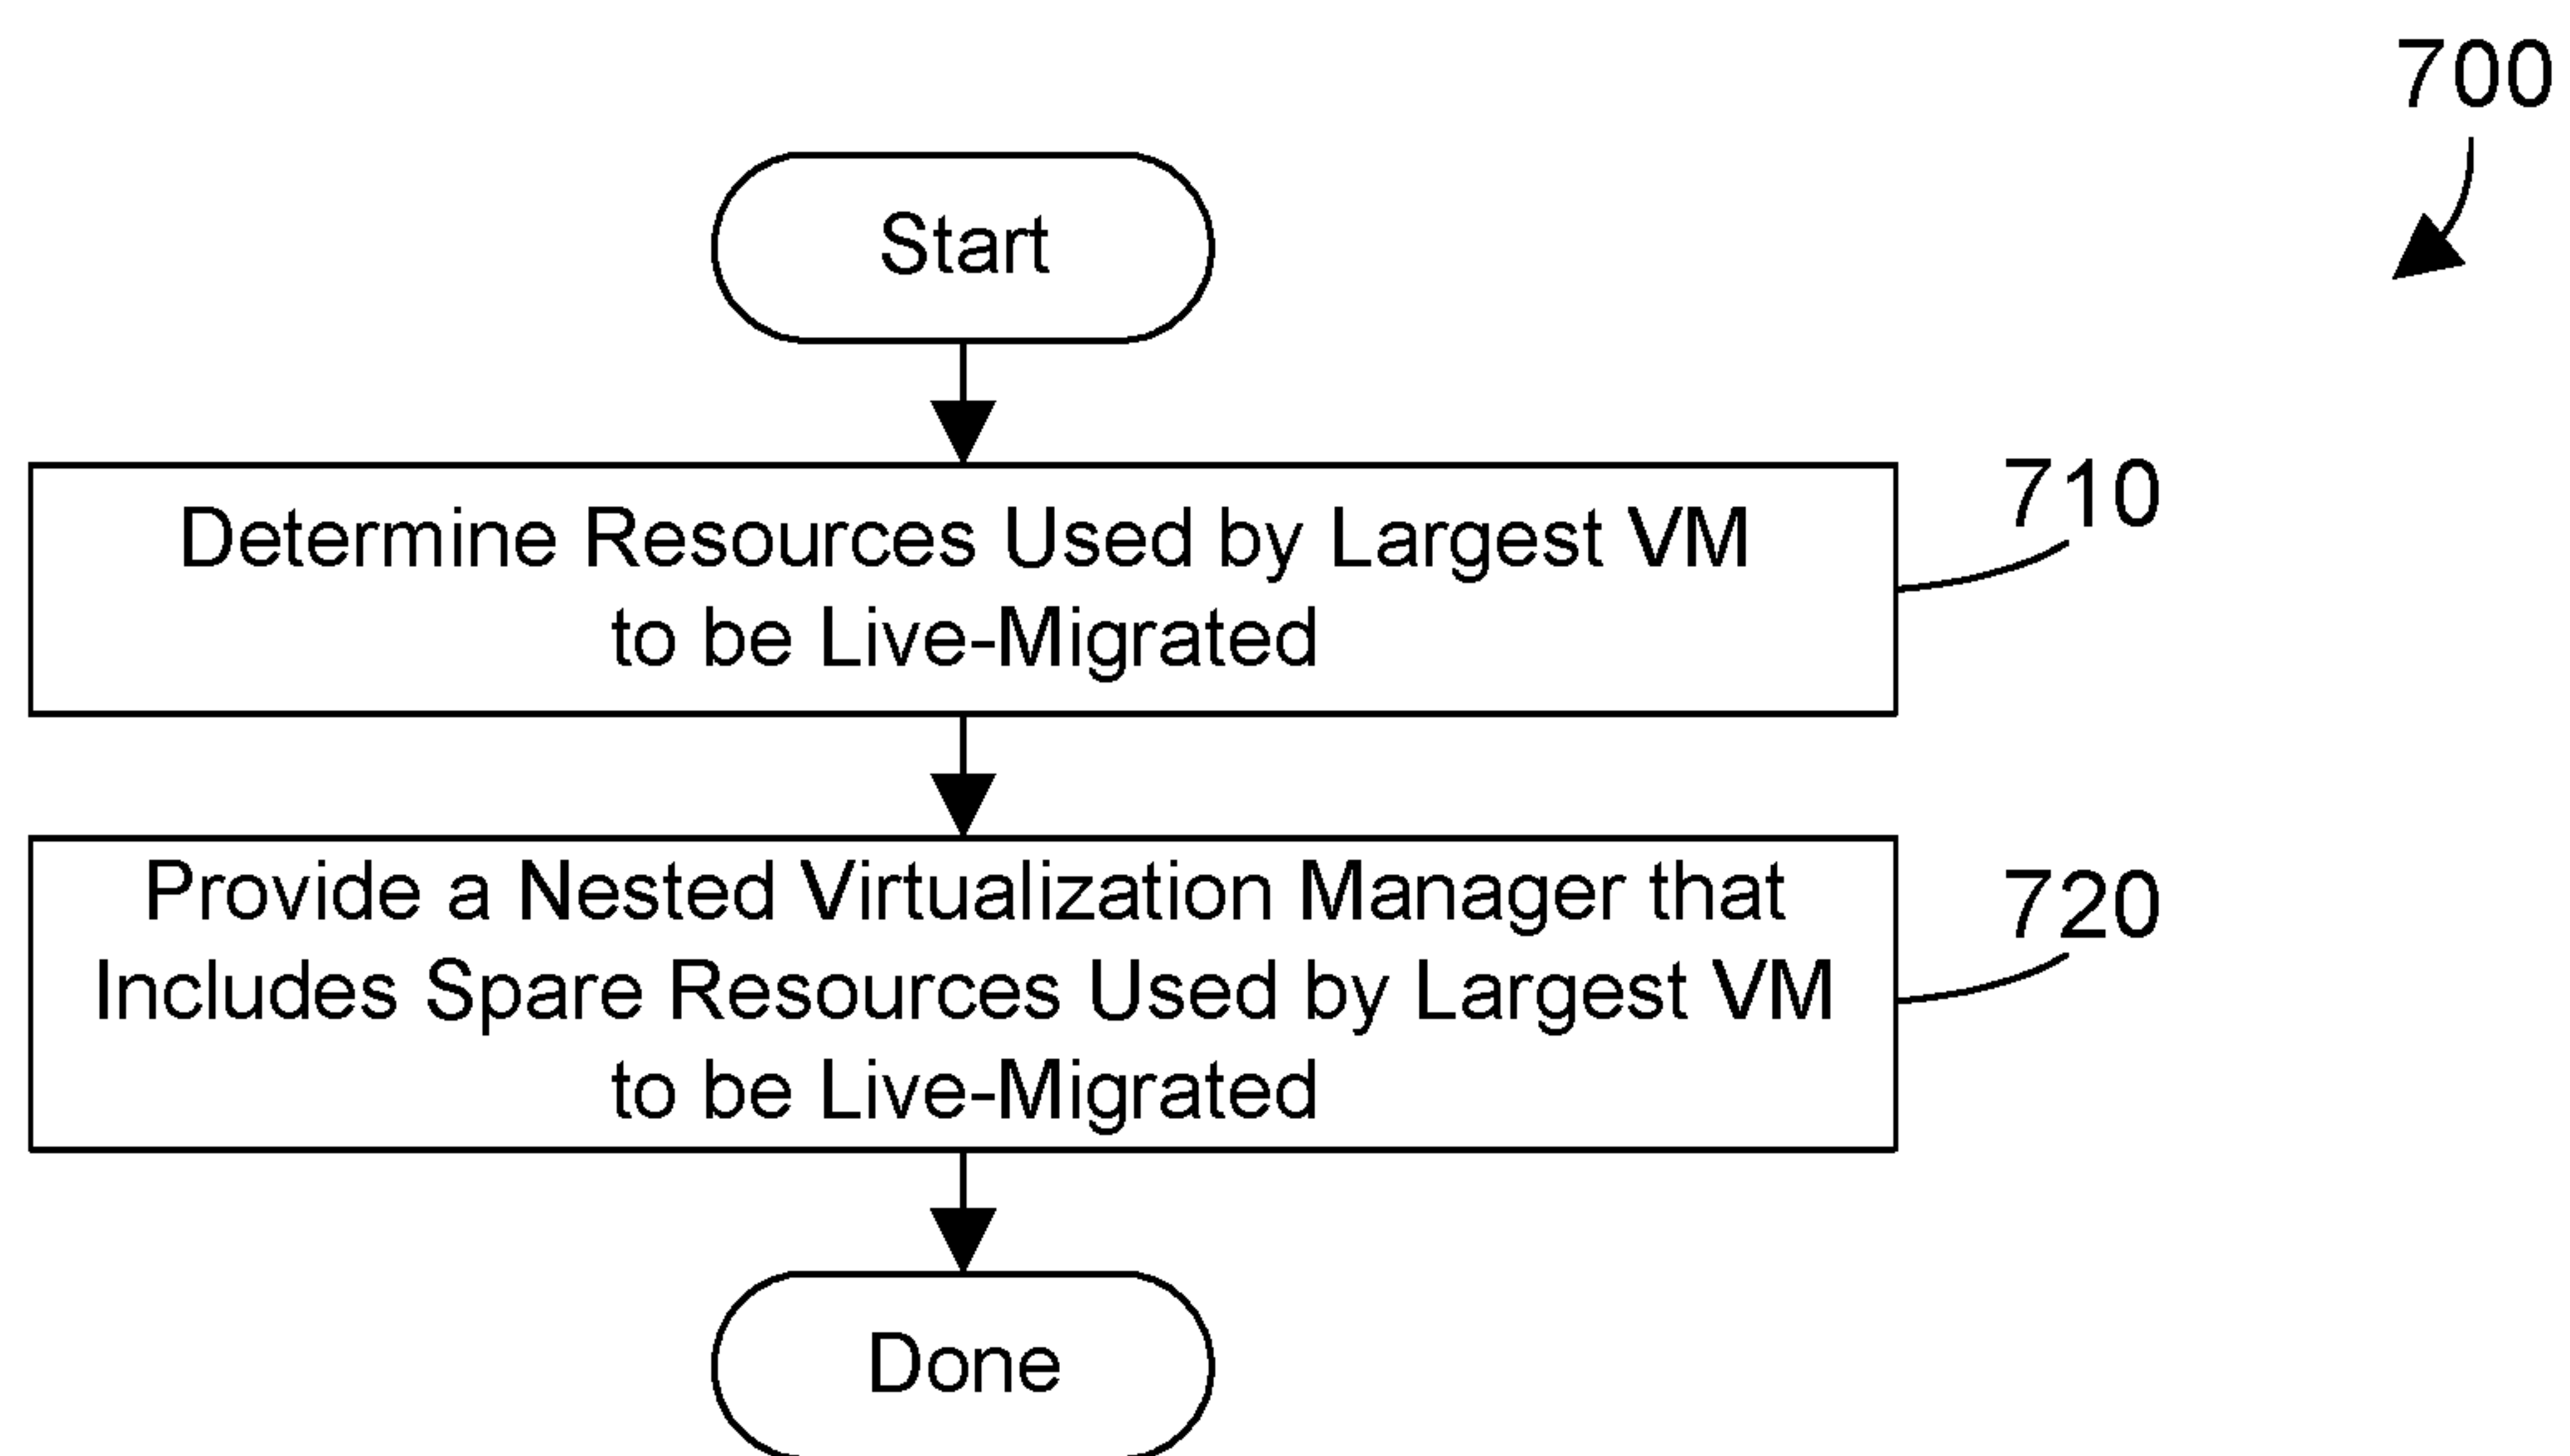 700
Start
Determine Resources Used by Largest VM
to be Live-Migrated
710
Provide a Nested Virtualization Manager that
Includes Spare Resources Used by Largest VM
to be Live-Migrated
720
Done